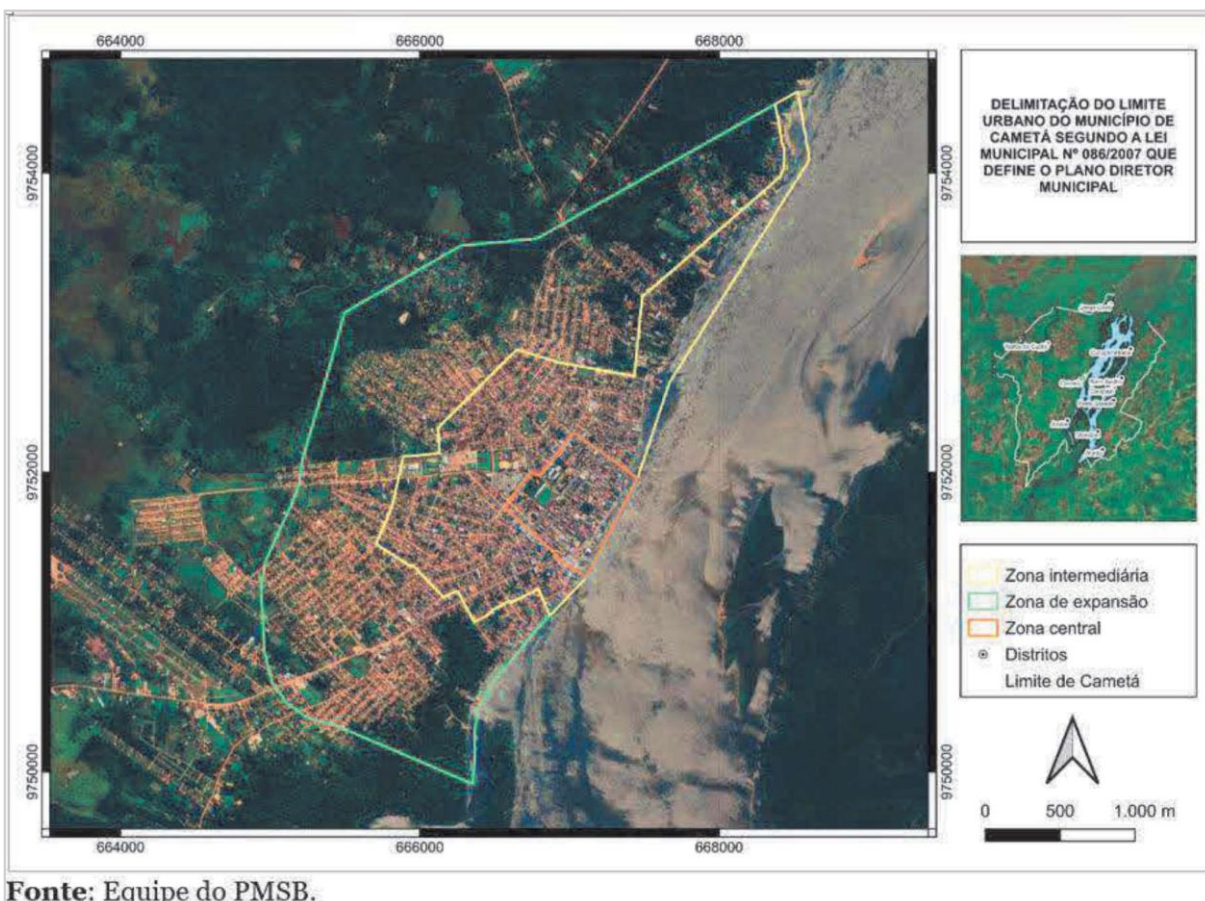 664000 666000 668000
9754000 9754000
9752000 9752000
9750000 9750000
664000 666000 668000
DELIMITAÇÃO DO LIMITE
URBANO DO MUNICÍPIO DE
CAMETÁ SEGUNDO A LEI
MUNICIPAL Nº 086/2007 QUE
DEFINE O PLANO DIRETOR
MUNICIPAL
Zona intermediária
Zona de expansão
Zona central
Distritos
Limite de Cametá
0 500 1.000 m
Fonte: Equipe do PMSB.